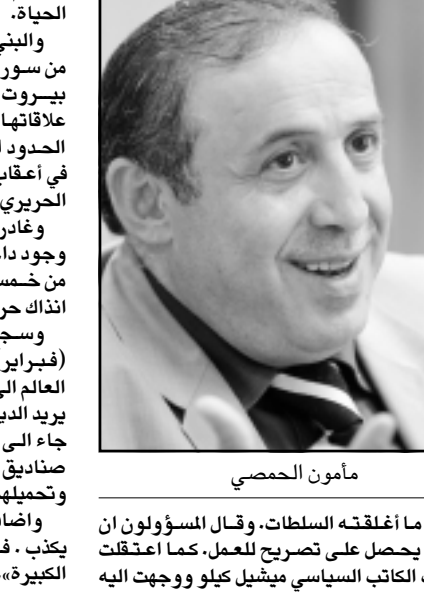 مأمون الحمصي
ما أغلقته السلطات. وقال المسؤولون ان
يحصل على تصريح للعمل. كما اعتقلت
الكاتب السياسي ميشيل كيلو ووجهت اليه
الحياة.
والبني
من سور
بيروت
علاقاتها
الحدود ا
في أعقاب
الحريري
وغادر
وجود دا
من خمس
انذاك حر
وسج
(فبراير
العالم ال
يريد الدي
جاء الى
صناديق
وتحميله
واضا
يكذب . ف
الكبيرة»